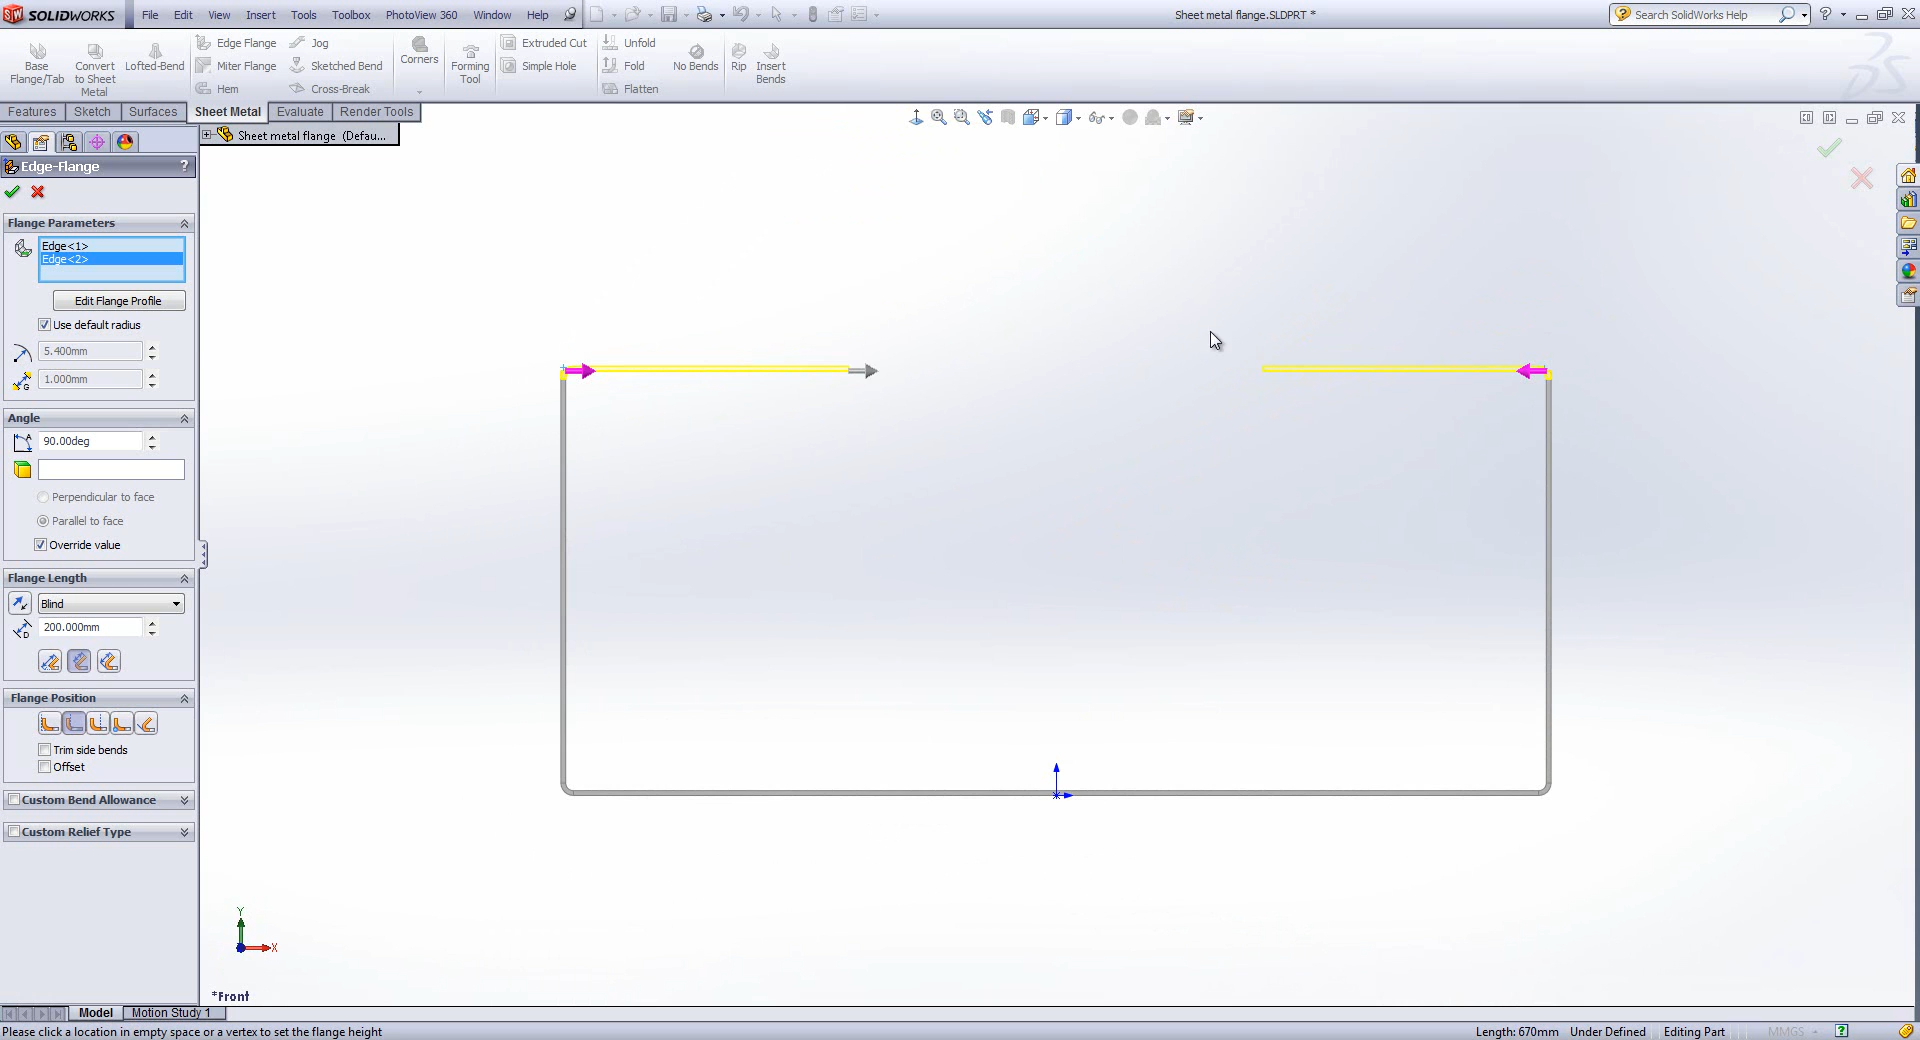 SW SOLIDWORKS File Edit View Insert Tools Toolbox PhotoView 360 Window Help Sheet metal flange.SLDPRT * Search SolidWorks Help
Base Flange/Tab
Convert to Sheet Metal
Lofted-Bend
Edge Flange
Miter Flange
Hem
Jog
Sketched Bend
Cross-Break
Corners
Forming Tool
Extruded Cut
Simple Hole
Unfold
Fold
Flatten
No Bends
Rip
Insert Bends
Features Sketch Surfaces Sheet Metal Evaluate Render Tools
Sheet metal flange (Defau...
Edge-Flange ?
Flange Parameters
Edge<1>
Edge<2>
Edit Flange Profile
Use default radius
5.400mm
1.000mm
Angle
90.00deg
Perpendicular to face
Parallel to face
Override value
Flange Length
Blind
200.000mm
Flange Position
Trim side bends
Offset
Custom Bend Allowance
Custom Relief Type
Y
X
*Front
Model Motion Study 1
Please click a location in empty space or a vertex to set the flange height Length: 670mm Under Defined Editing Part MMGS